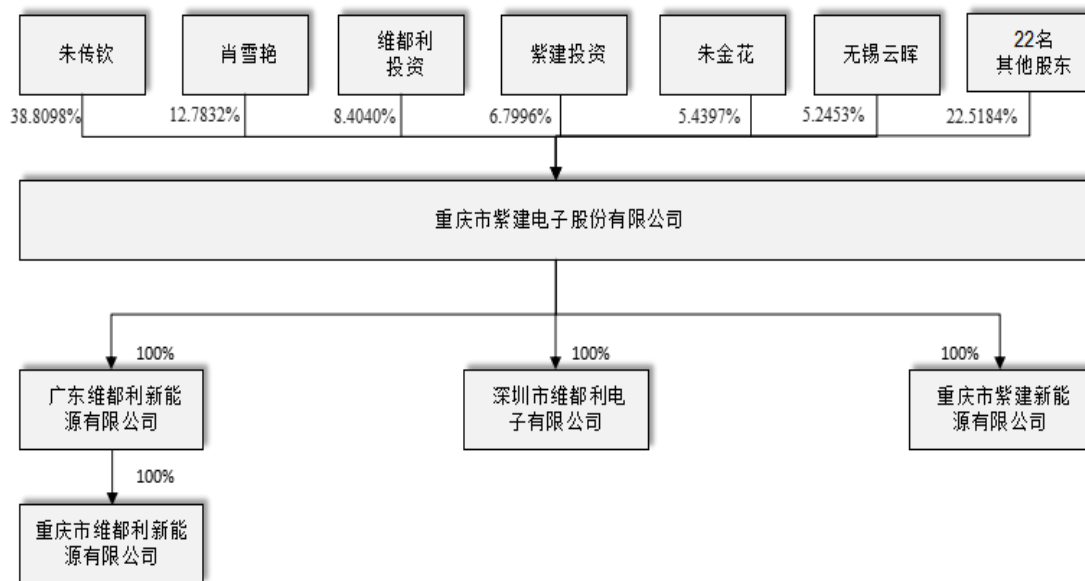 朱传钦
肖雪艳
维都利
投资
紫建投资
朱金花
无锡云晖
22名
其他股东
38.8098%
12.7832%
8.4040%
6.7996%
5.4397%
5.2453%
22.5184%
重庆市紫建电子股份有限公司
100%
100%
100%
广东维都利新能
源有限公司
深圳市维都利电
子有限公司
重庆市紫建新能
源有限公司
100%
重庆市维都利新能
源有限公司